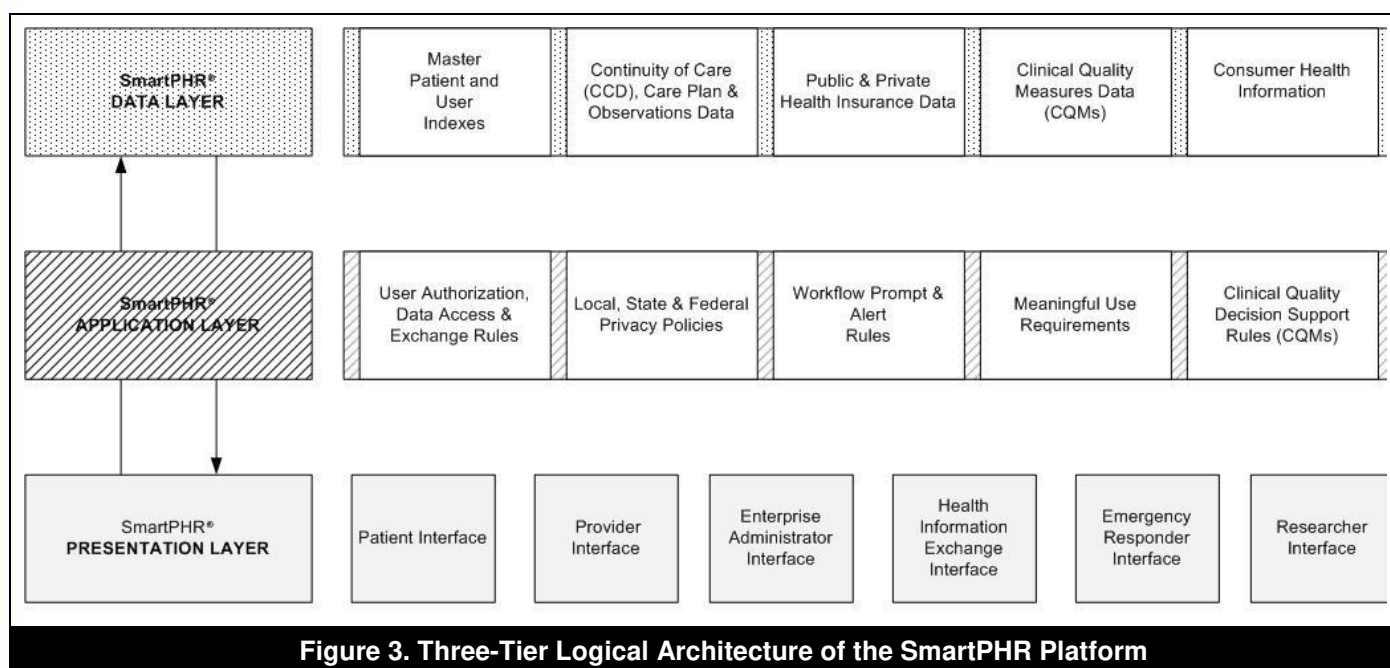 SmartPHR®
DATA LAYER
Master
Patient and
User
Indexes
Continuity of Care
(CCD), Care Plan &
Observations Data
Public & Private
Health Insurance Data
Clinical Quality
Measures Data
(CQMs)
Consumer Health
Information
SmartPHR®
APPLICATION LAYER
User Authorization,
Data Access &
Exchange Rules
Local, State & Federal
Privacy Policies
Workflow Prompt &
Alert
Rules
Meaningful Use
Requirements
Clinical Quality
Decision Support
Rules (CQMs)
SmartPHR®
PRESENTATION LAYER
Patient Interface
Provider
Interface
Enterprise
Administrator
Interface
Health
Information
Exchange
Interface
Emergency
Responder
Interface
Researcher
Interface
Figure 3. Three-Tier Logical Architecture of the SmartPHR Platform